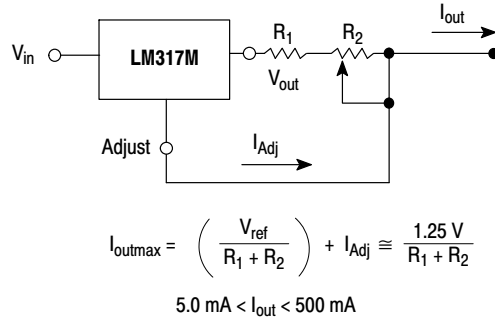 I_out
R_1 R_2
V_in LM317M
V_out
Adjust I_Adj
I_outmax = ( V_ref / R_1 + R_2 ) + I_Adj ≅ 1.25 V / R_1 + R_2
5.0 mA < I_out < 500 mA